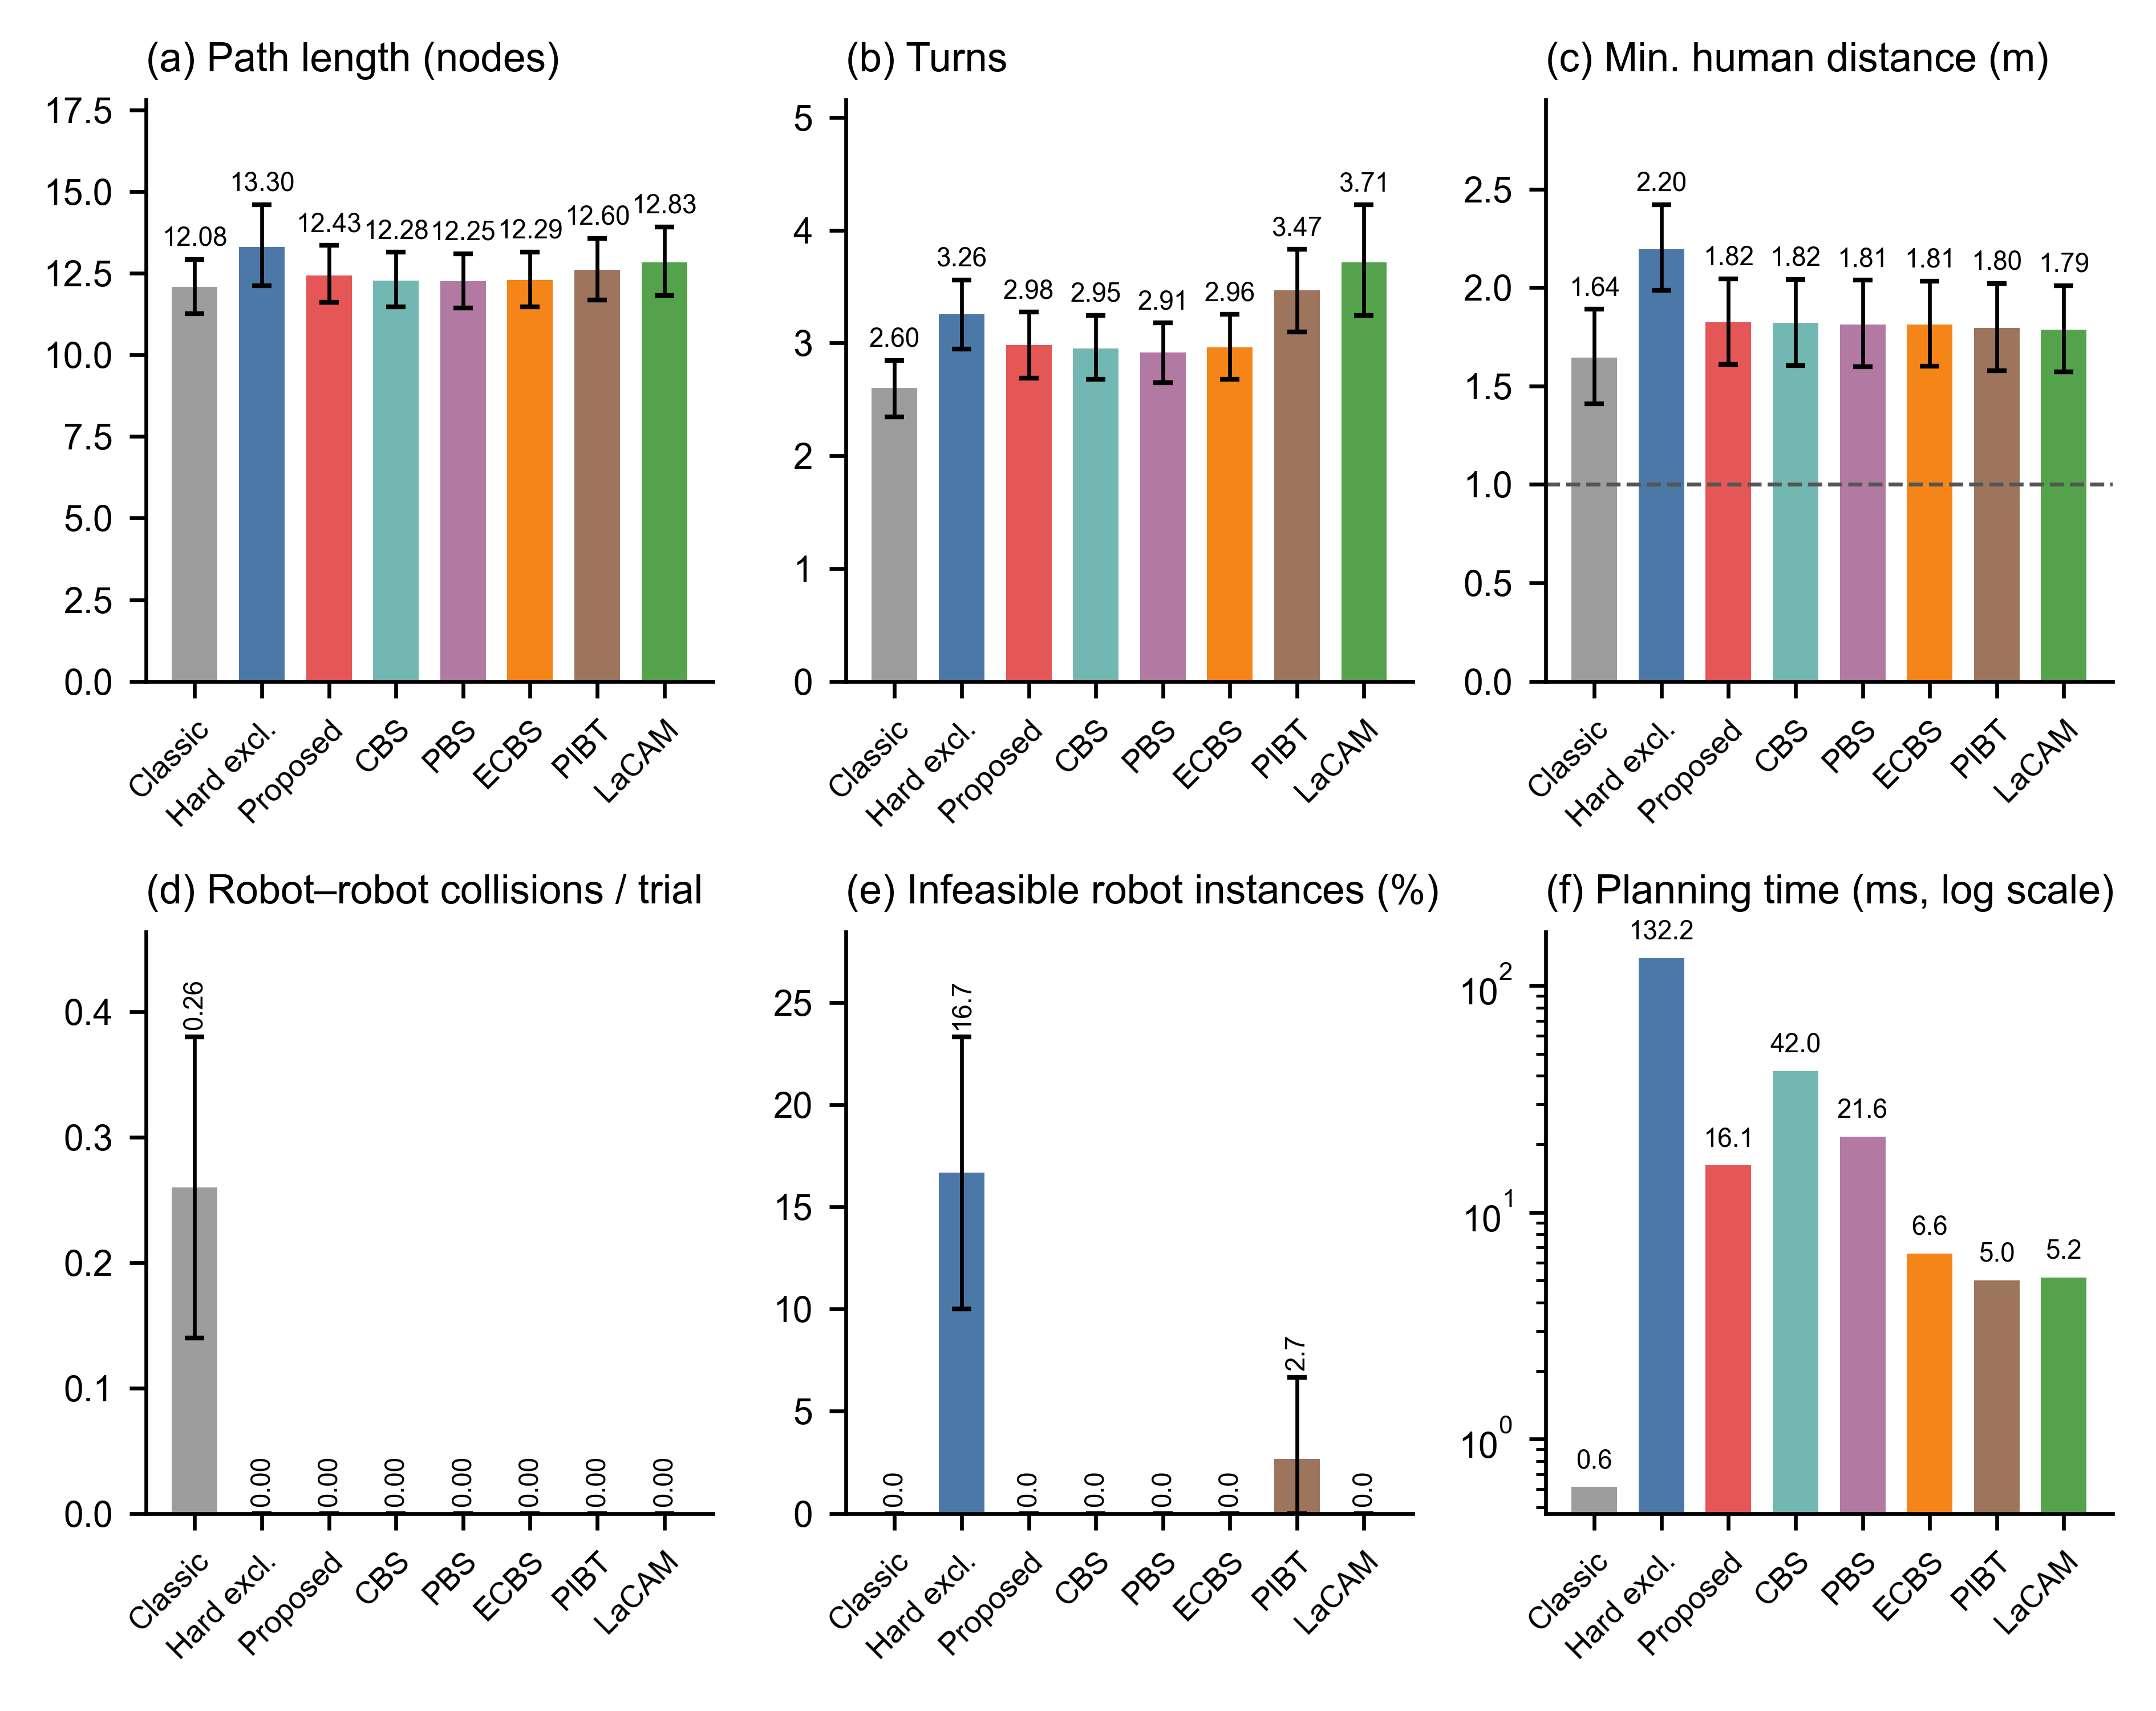 (a) Path length (nodes)
17.5
15.0
12.5
10.0
7.5
5.0
2.5
0.0
12.08
13.30
12.43
12.28
12.25
12.29
12.60
12.83
Classic
Hard excl.
Proposed
CBS
PBS
ECBS
PIBT
LaCAM
(b) Turns
5
4
3
2
1
0
2.60
3.26
2.98
2.95
2.91
2.96
3.47
3.71
Classic
Hard excl.
Proposed
CBS
PBS
ECBS
PIBT
LaCAM
(c) Min. human distance (m)
2.5
2.0
1.5
1.0
0.5
0.0
1.64
2.20
1.82
1.82
1.81
1.81
1.80
1.79
Classic
Hard excl.
Proposed
CBS
PBS
ECBS
PIBT
LaCAM
(d) Robot–robot collisions / trial
0.4
0.3
0.2
0.1
0.0
0.26
0.00
0.00
0.00
0.00
0.00
0.00
0.00
Classic
Hard excl.
Proposed
CBS
PBS
ECBS
PIBT
LaCAM
(e) Infeasible robot instances (%)
25
20
15
10
5
0
0.0
16.7
0.0
0.0
0.0
0.0
2.7
0.0
Classic
Hard excl.
Proposed
CBS
PBS
ECBS
PIBT
LaCAM
(f) Planning time (ms, log scale)
10²
10¹
10⁰
0.6
132.2
16.1
42.0
21.6
6.6
5.0
5.2
Classic
Hard excl.
Proposed
CBS
PBS
ECBS
PIBT
LaCAM